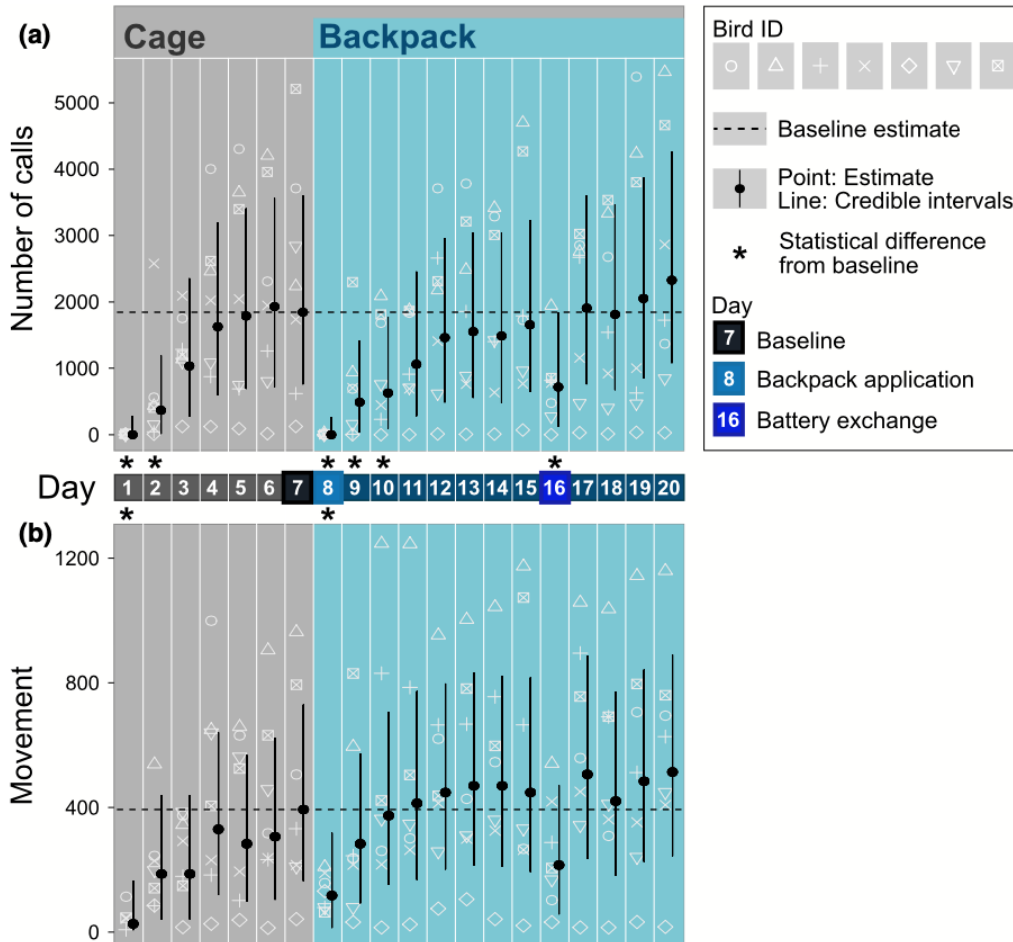 (a)
Cage
Backpack
Number of calls
5000
4000
3000
2000
1000
0
* * * * * *
Day
1 2 3 4 5 6 7 8 9 10 11 12 13 14 15 16 17 18 19 20
* *
(b)
Movement
1200
800
400
0
Bird ID
Baseline estimate
Point: Estimate
Line: Credible intervals
* Statistical difference
from baseline
Day
7 Baseline
8 Backpack application
16 Battery exchange